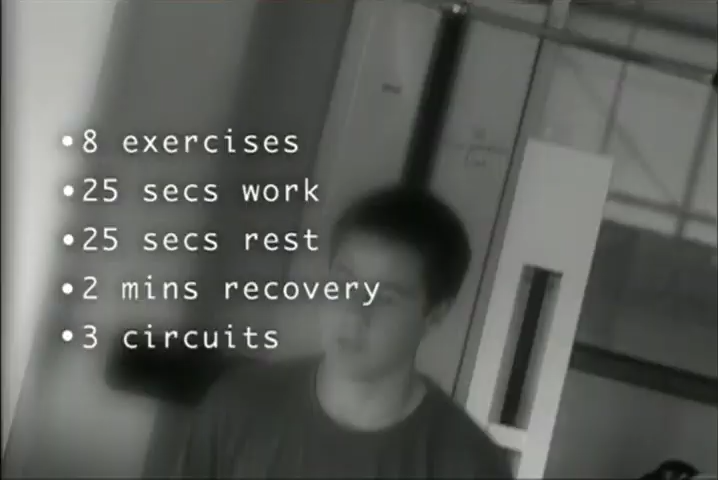 •8 exercises
•25 secs work
•25 secs rest
•2 mins recovery
•3 circuits